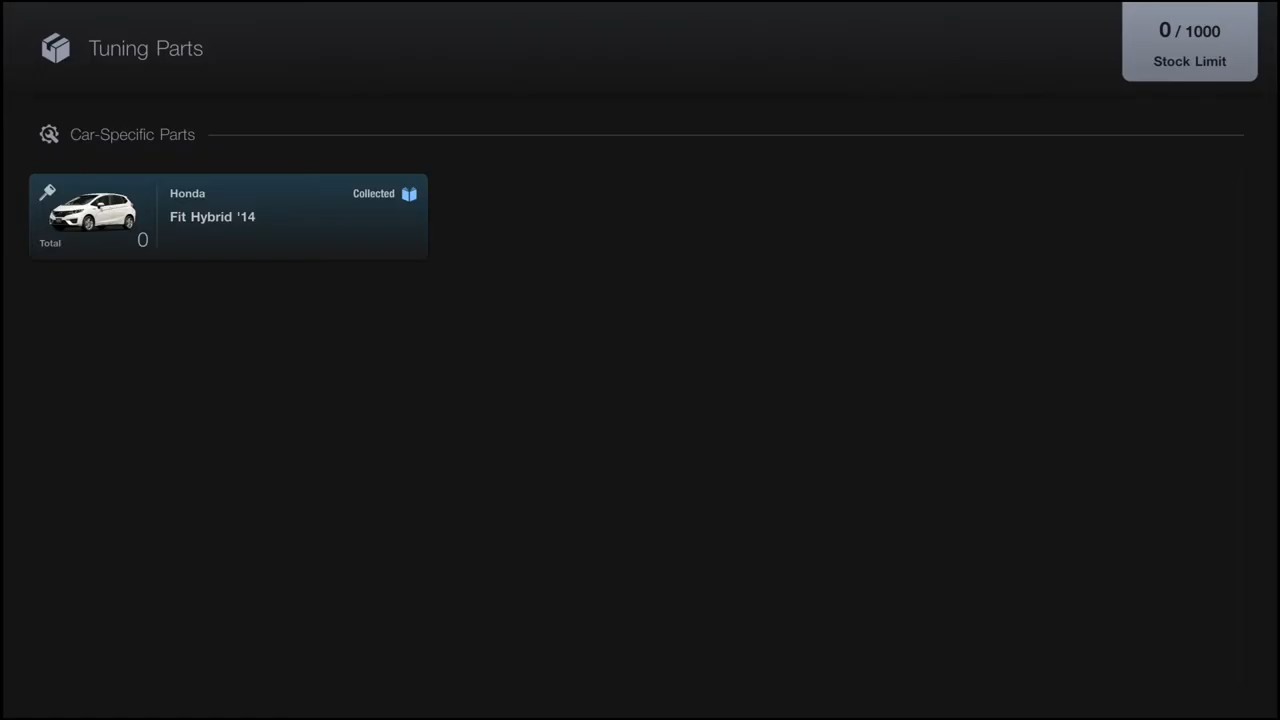 Tuning Parts
0 / 1000
Stock Limit
Car-Specific Parts
Honda
Collected
Fit Hybrid '14
Total 0